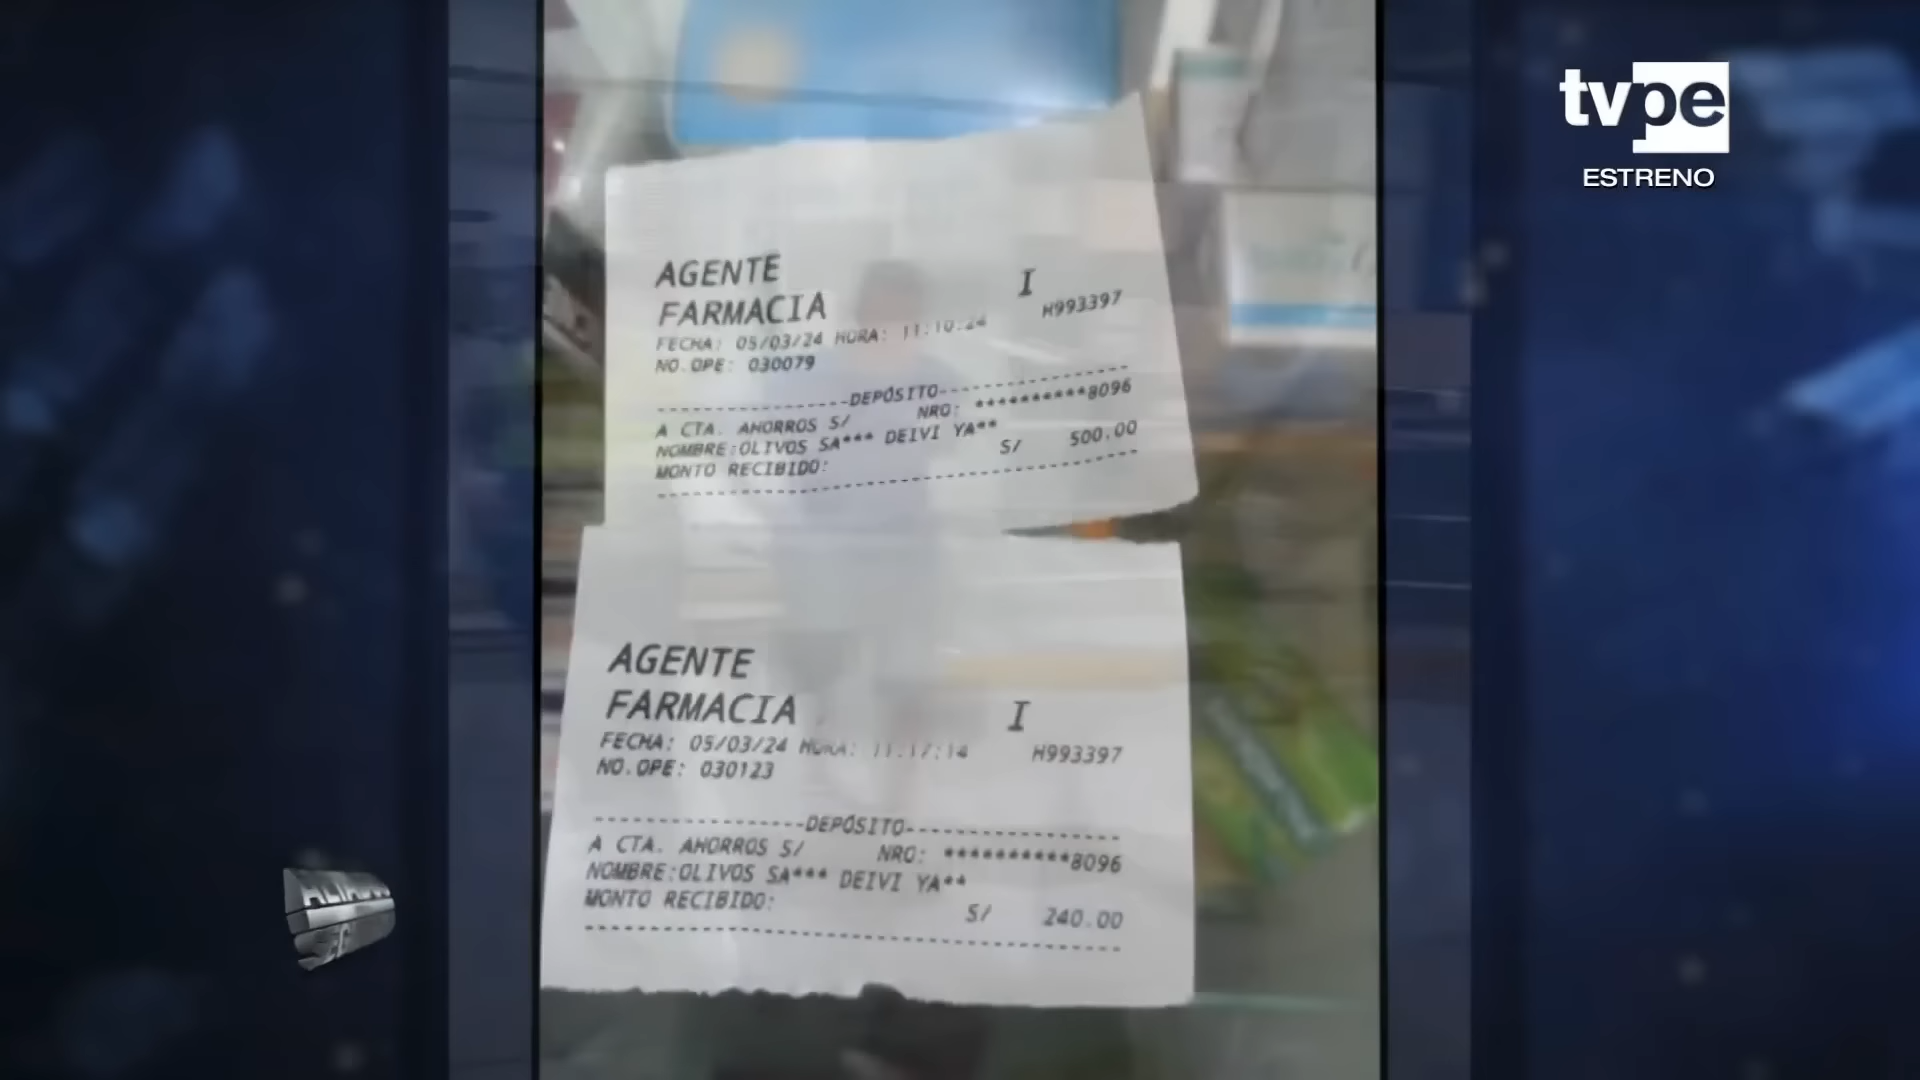 tvpe
ESTRENO
AGENTE
FARMACIA I
FECHA: 05/03/24 HORA: 11:10:24 H993397
NO.OPE: 030079
DEPÓSITO
A CTA. AHORROS S/ NRO: **********8096
NOMBRE:OLIVOS SA*** DEIVI YA**
MONTO RECIBIDO: S/ 500.00
AGENTE
FARMACIA I
FECHA: 05/03/24 HORA: 11:17:14 H993397
NO.OPE: 030123
DEPÓSITO
A CTA. AHORROS S/ NRO: **********8096
NOMBRE:OLIVOS SA*** DEIVI YA**
MONTO RECIBIDO: S/ 240.00